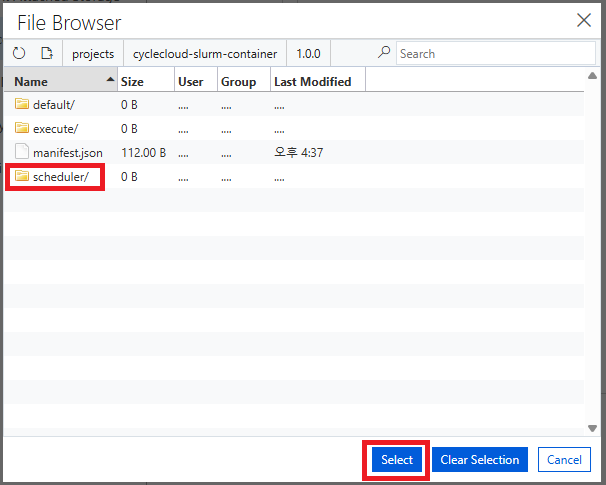 File Browser
projects cyclecloud-slurm-container 1.0.0 Search
Name Size User Group Last Modified
default/ 0 B .... .... ....
execute/ 0 B .... .... ....
manifest.json 112.00 B .... .... 오후 4:37
scheduler/ 0 B .... .... ....
Select Clear Selection Cancel